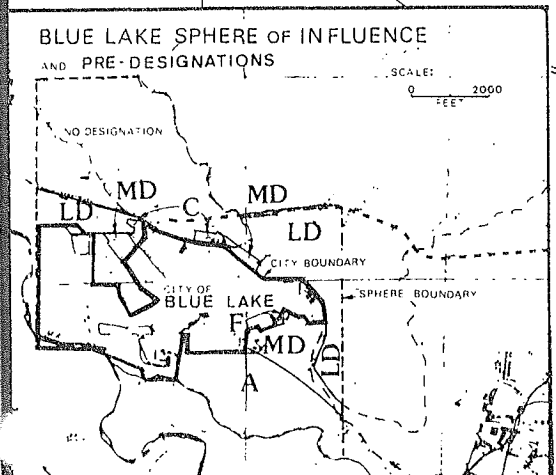 BLUE LAKE SPHERE OF INFLUENCE
AND PRE-DESIGNATIONS
SCALE:
0 2000
FEET
NO DESIGNATION
MD
MD
LD
C
LD
CITY BOUNDARY
CITY OF
BLUE LAKE
SPHERE BOUNDARY
F
MD
LD
A